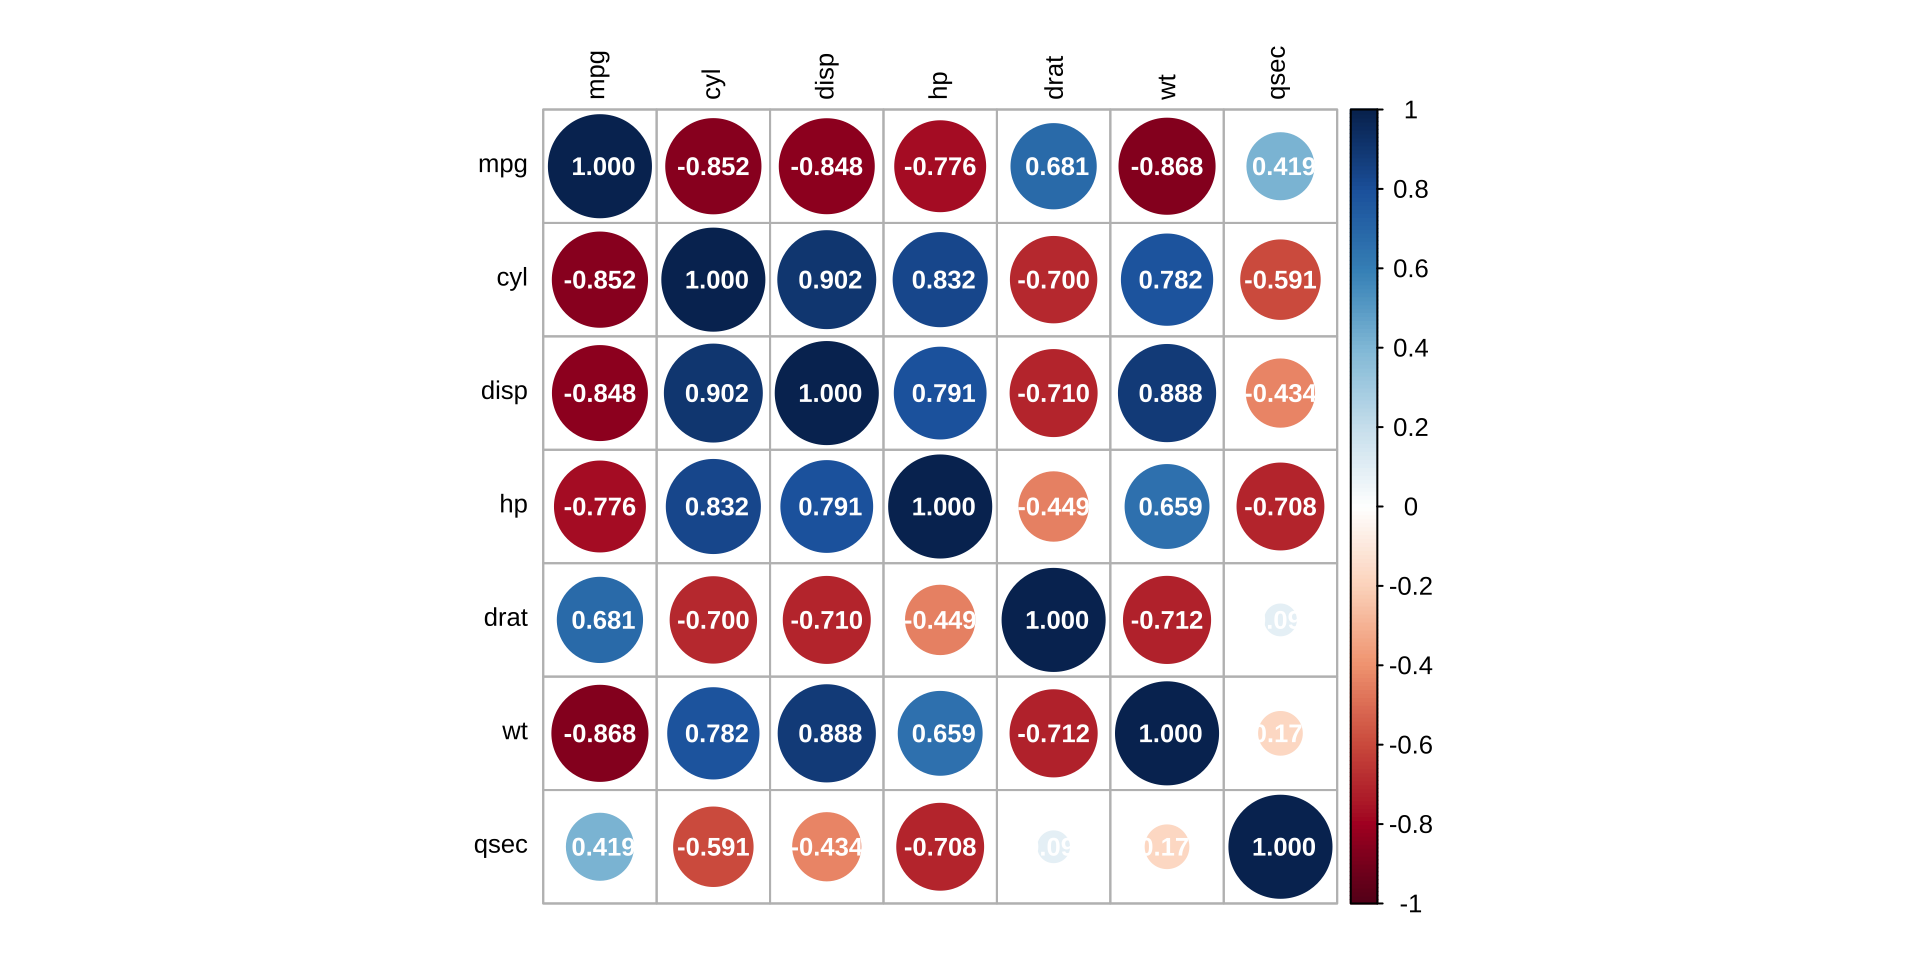 mpg cyl disp hp drat wt qsec
mpg 1.000 -0.852 -0.848 -0.776 0.681 -0.868 0.419
cyl -0.852 1.000 0.902 0.832 -0.700 0.782 -0.591
disp -0.848 0.902 1.000 0.791 -0.710 0.888 -0.434
hp -0.776 0.832 0.791 1.000 -0.449 0.659 -0.708
drat 0.681 -0.700 -0.710 -0.449 1.000 -0.712
wt -0.868 0.782 0.888 0.659 -0.712 1.000
qsec 0.419 -0.591 -0.434 -0.708 1.000
1
0.8
0.6
0.4
0.2
0
-0.2
-0.4
-0.6
-0.8
-1